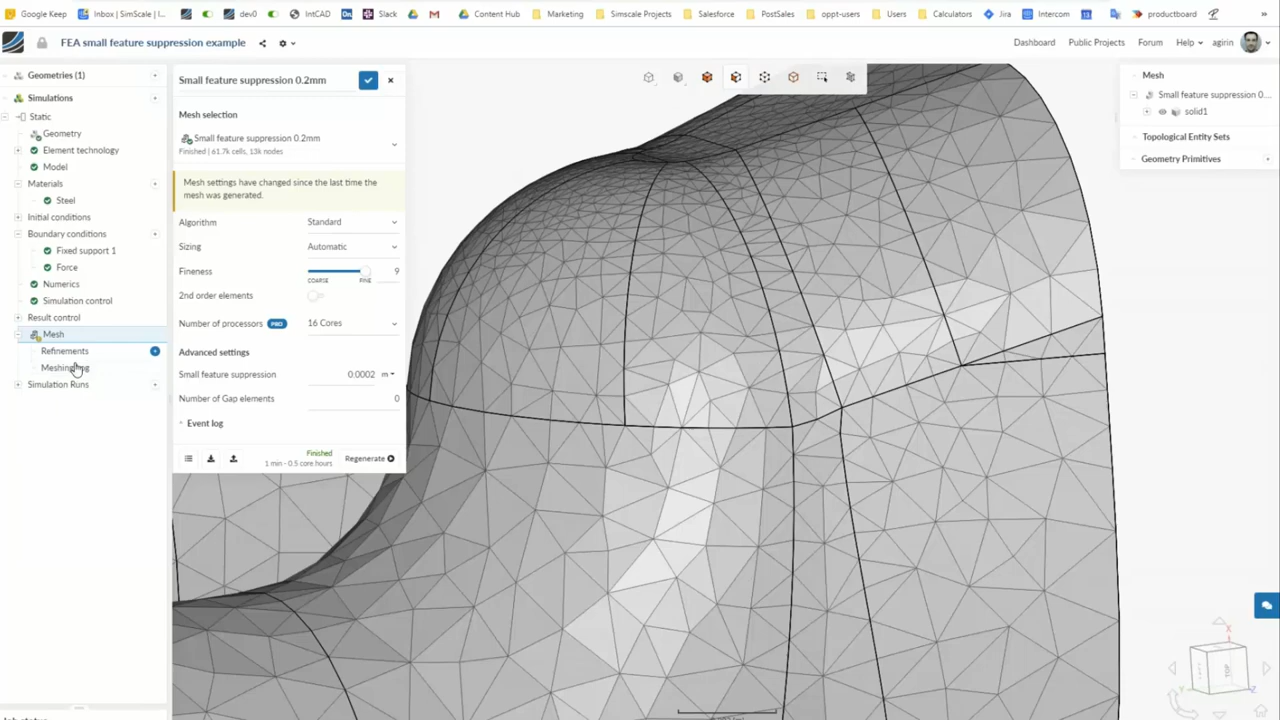 Google Keep Inbox | SimScale | ... dev0 IntCAD Slack Content Hub Marketing Simscale Projects Salesforce PostSales oppt-users Users Calculators Jira Intercom productboard »
FEA small feature suppression example
Dashboard Public Projects Forum Help agirin
Geometries (1)
Simulations
Static
Geometry
Element technology
Model
Materials
Steel
Initial conditions
Boundary conditions
Fixed support 1
Force
Numerics
Simulation control
Result control
Mesh
Refinements
Simulation Runs
Small feature suppression 0.2mm
Mesh selection
Small feature suppression 0.2mm
Finished | 61.7k cells, 13k nodes
Mesh settings have changed since the last time the
mesh was generated.
Algorithm Standard
Sizing Automatic
Fineness 9
COARSE FINE
2nd order elements
Number of processors PRO 16 Cores
Advanced settings
Small feature suppression 0.0002 m
Number of Gap elements 0
Event log
Finished
1 min - 0.5 core hours
Regenerate
Mesh
Small feature suppression 0...
solid1
Topological Entity Sets
Geometry Primitives
X
Y
Z
TOP